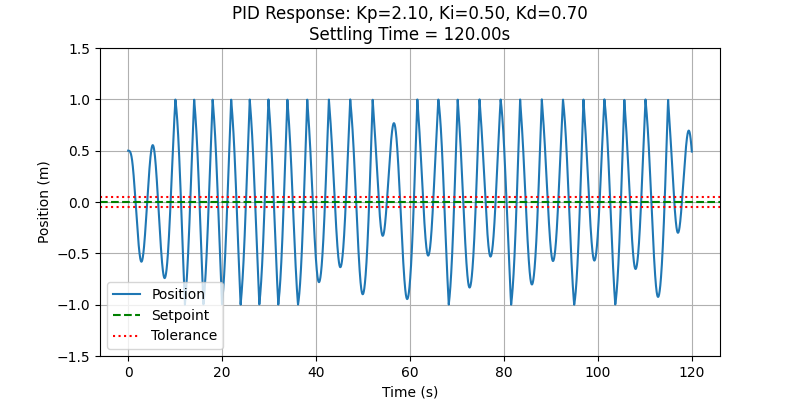 PID Response: Kp=2.10, Ki=0.50, Kd=0.70
Settling Time = 120.00s
1.5
1.0
0.5
0.0
−0.5
−1.0
−1.5
Position (m)
Position
Setpoint
Tolerance
0 20 40 60 80 100 120
Time (s)